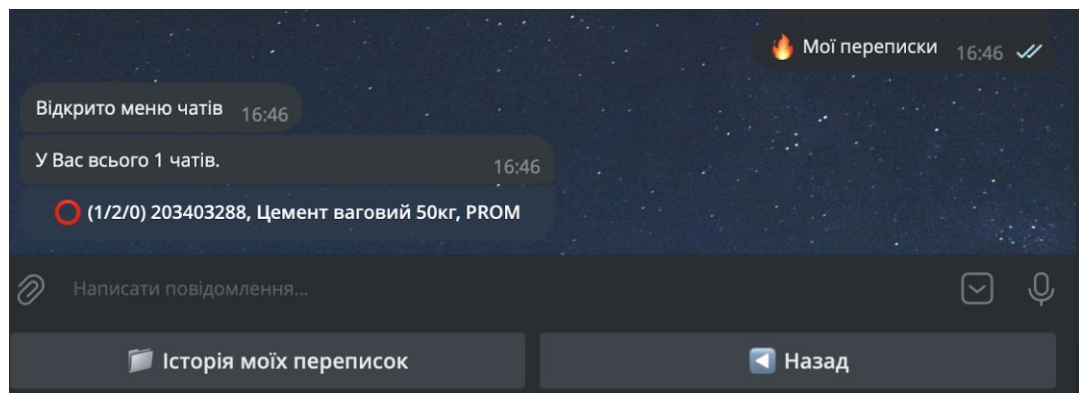 🔥 Мої переписки 16:46
Відкрито меню чатів 16:46
У Вас всього 1 чатів. 16:46
⭕ (1/2/0) 203403288, Цемент ваговий 50кг, PROM
Написати повідомлення...
Історія моїх переписок
Назад